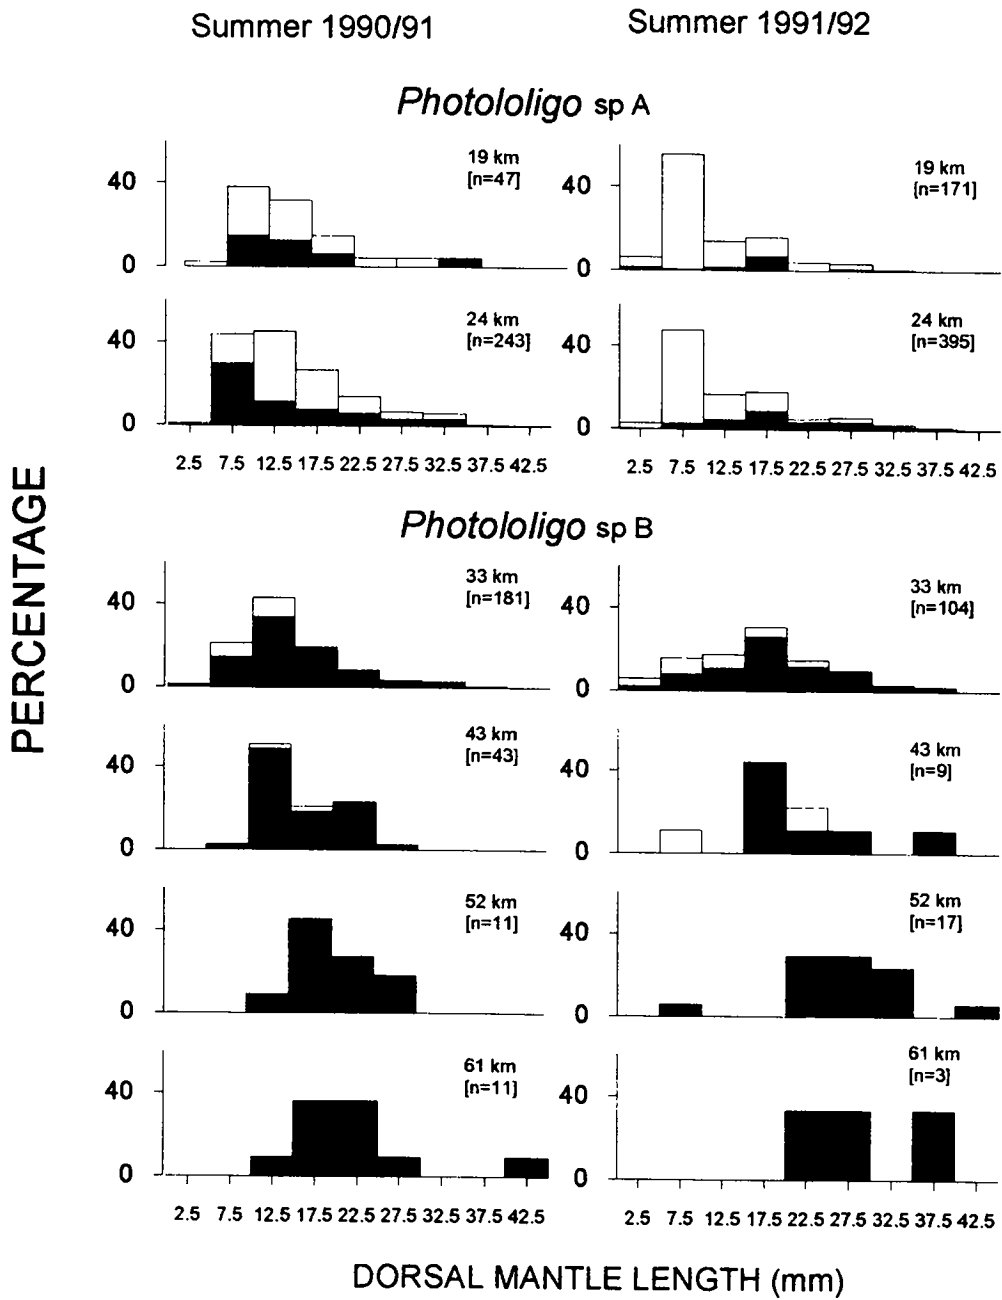 Summer 1990/91 Summer 1991/92
Photololigo sp A
19 km
[n=47]
40
0
19 km
[n=171]
40
0
24 km
[n=243]
40
0
24 km
[n=395]
40
0
2.5 7.5 12.5 17.5 22.5 27.5 32.5 37.5 42.5
2.5 7.5 12.5 17.5 22.5 27.5 32.5 37.5 42.5
Photololigo sp B
PERCENTAGE
33 km
[n=181]
40
0
33 km
[n=104]
40
0
43 km
[n=43]
40
0
43 km
[n=9]
40
0
52 km
[n=11]
40
0
52 km
[n=17]
40
0
61 km
[n=11]
40
0
61 km
[n=3]
40
0
2.5 7.5 12.5 17.5 22.5 27.5 32.5 37.5 42.5
2.5 7.5 12.5 17.5 22.5 27.5 32.5 37.5 42.5
DORSAL MANTLE LENGTH (mm)